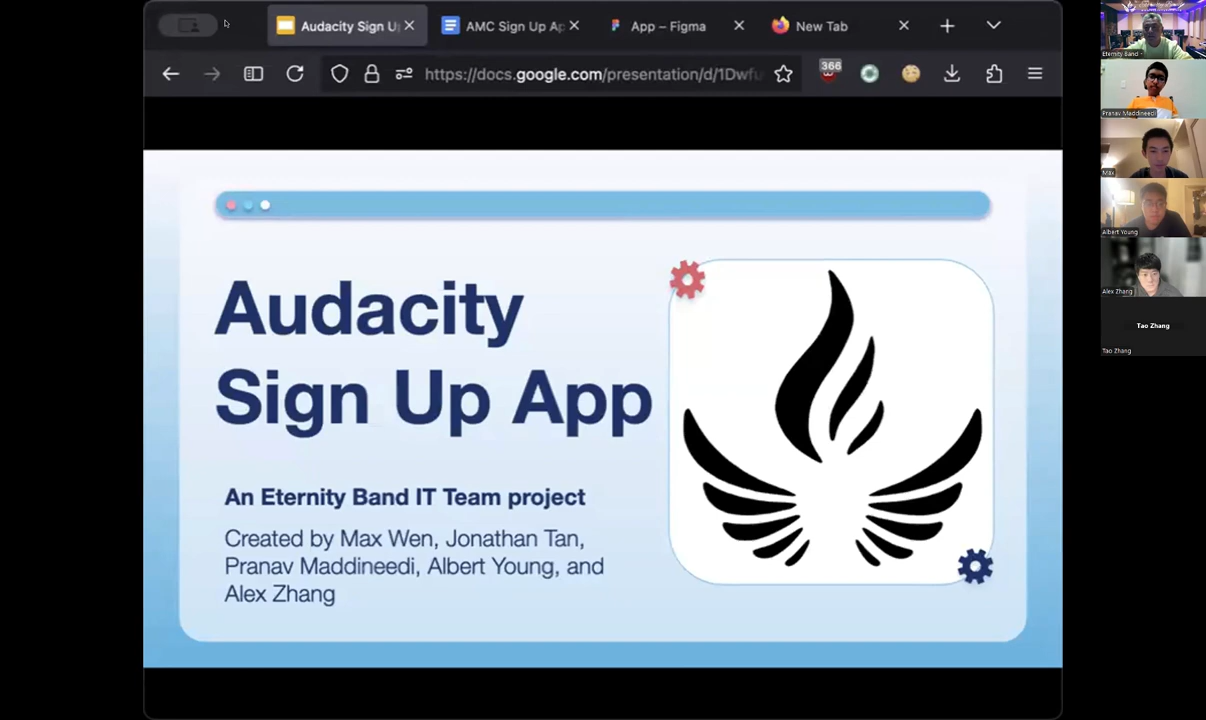 Audacity Sign U
AMC Sign Up Ap
App – Figma
New Tab
https://docs.google.com/presentation/d/1Dwfu
366
Audacity
Sign Up App
An Eternity Band IT Team project
Created by Max Wen, Jonathan Tan,
Pranav Maddineedi, Albert Young, and
Alex Zhang
Eternity Band
Pranav Maddineedi
Max
Albert Young
Alex Zhang
Tao Zhang
Tao Zhang